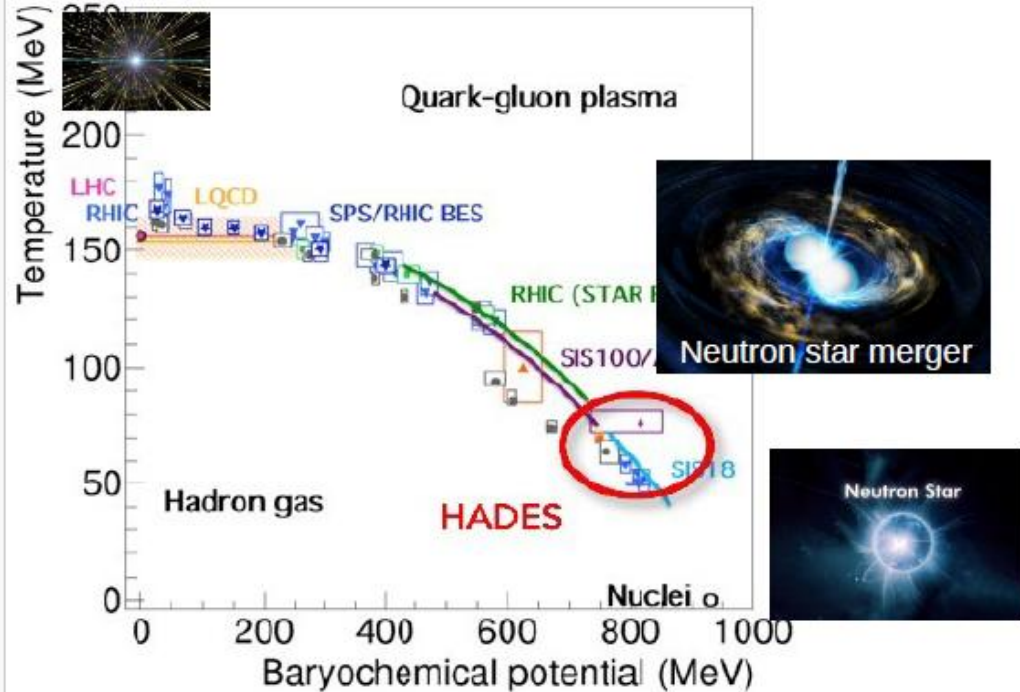 Temperature (MeV)
250
200
150
100
50
0
Quark-gluon plasma
LHC
LQCD
RHIC
SPS/RHIC BES
RHIC (STAR
SIS100/
Neutron star merger
SIS18
Neutron Star
Hadron gas
HADES
Nuclei
0 200 400 600 800 1000
Baryochemical potential (MeV)